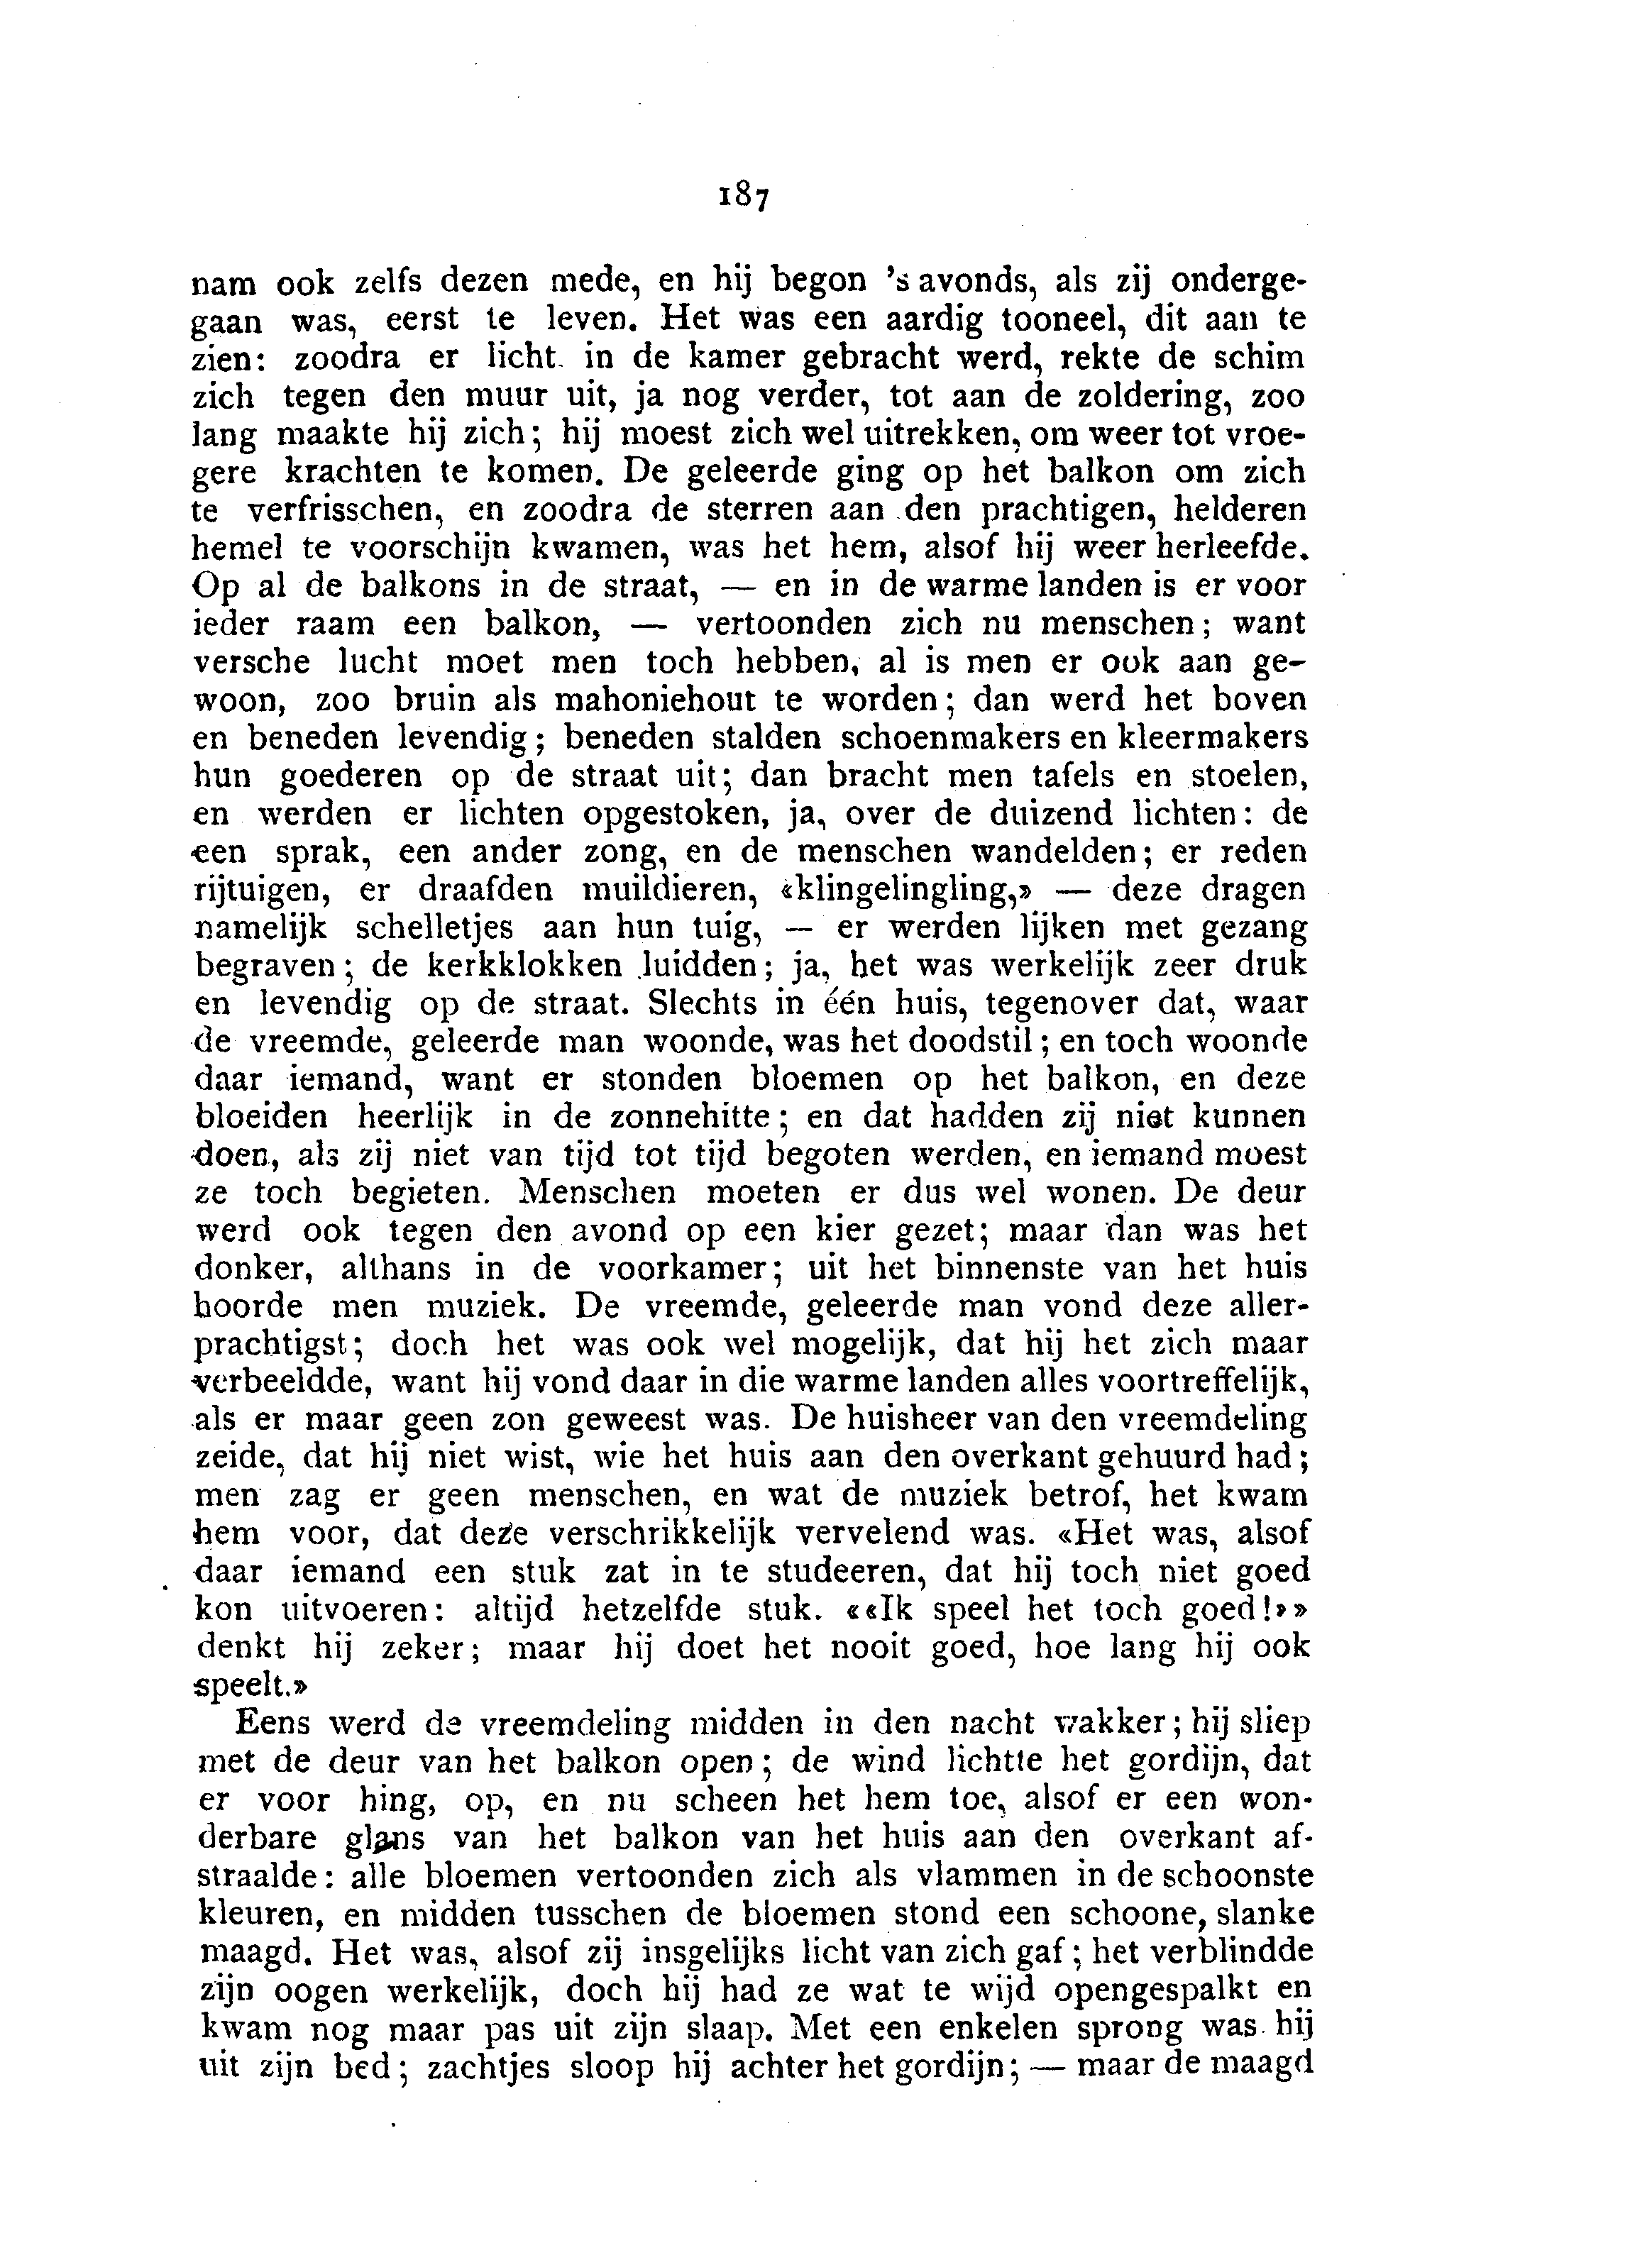 187
nam ook zelfs dezen mede, en hij begon 's avonds, als zij onderge-
gaan was, eerst te leven. Het was een aardig tooneel, dit aan te
zien: zoodra er licht in de kamer gebracht werd, rekte de schim
zich tegen den muur uit, ja nog verder, tot aan de zoldering, zoo
lang maakte hij zich; hij moest zich wel uitrekken, om weer tot vroe-
gere krachten te komen. De geleerde ging op het balkon om zich
te verfrisschen, en zoodra de sterren aan den prachtigen, helderen
hemel te voorschijn kwamen, was het hem, alsof hij weer herleefde.
Op al de balkons in de straat, — en in de warme landen is er voor
ieder raam een balkon, — vertoonden zich nu menschen; want
versche lucht moet men toch hebben, al is men er ook aan ge-
woon, zoo bruin als mahoniehout te worden; dan werd het boven
en beneden levendig; beneden stalden schoenmakers en kleermakers
hun goederen op de straat uit; dan bracht men tafels en stoelen,
en werden er lichten opgestoken, ja, over de duizend lichten: de
een sprak, een ander zong, en de menschen wandelden; er reden
rijtuigen, er draafden muildieren, «klingelingling,» — deze dragen
namelijk schelletjes aan hun tuig, — er werden lijken met gezang
begraven; de kerkklokken luidden; ja, het was werkelijk zeer druk
en levendig op de straat. Slechts in één huis, tegenover dat, waar
de vreemde, geleerde man woonde, was het doodstil; en toch woonde
daar iemand, want er stonden bloemen op het balkon, en deze
bloeiden heerlijk in de zonnehitte; en dat hadden zij niet kunnen
doen, als zij niet van tijd tot tijd begoten werden, en iemand moest
ze toch begieten. Menschen moeten er dus wel wonen. De deur
werd ook tegen den avond op een kier gezet; maar dan was het
donker, althans in de voorkamer; uit het binnenste van het huis
hoorde men muziek. De vreemde, geleerde man vond deze aller-
prachtigst; doch het was ook wel mogelijk, dat hij het zich maar
verbeeldde, want hij vond daar in die warme landen alles voortreffelijk,
als er maar geen zon geweest was. De huisheer van den vreemdeling
zeide, dat hij niet wist, wie het huis aan den overkant gehuurd had;
men zag er geen menschen, en wat de muziek betrof, het kwam
hem voor, dat deze verschrikkelijk vervelend was. «Het was, alsof
daar iemand een stuk zat in te studeeren, dat hij toch niet goed
kon uitvoeren: altijd hetzelfde stuk. ««Ik speel het toch goed!»»
denkt hij zeker; maar hij doet het nooit goed, hoe lang hij ook
speelt.»
Eens werd de vreemdeling midden in den nacht wakker; hij sliep
met de deur van het balkon open; de wind lichtte het gordijn, dat
er voor hing, op, en nu scheen het hem toe, alsof er een won-
derbare glans van het balkon van het huis aan den overkant af-
straalde: alle bloemen vertoonden zich als vlammen in de schoonste
kleuren, en midden tusschen de bloemen stond een schoone, slanke
maagd. Het was, alsof zij insgelijks licht van zich gaf; het verblindde
zijn oogen werkelijk, doch hij had ze wat te wijd opengespalkt en
kwam nog maar pas uit zijn slaap. Met een enkelen sprong was hij
uit zijn bed; zachtjes sloop hij achter het gordijn; — maar de maagd